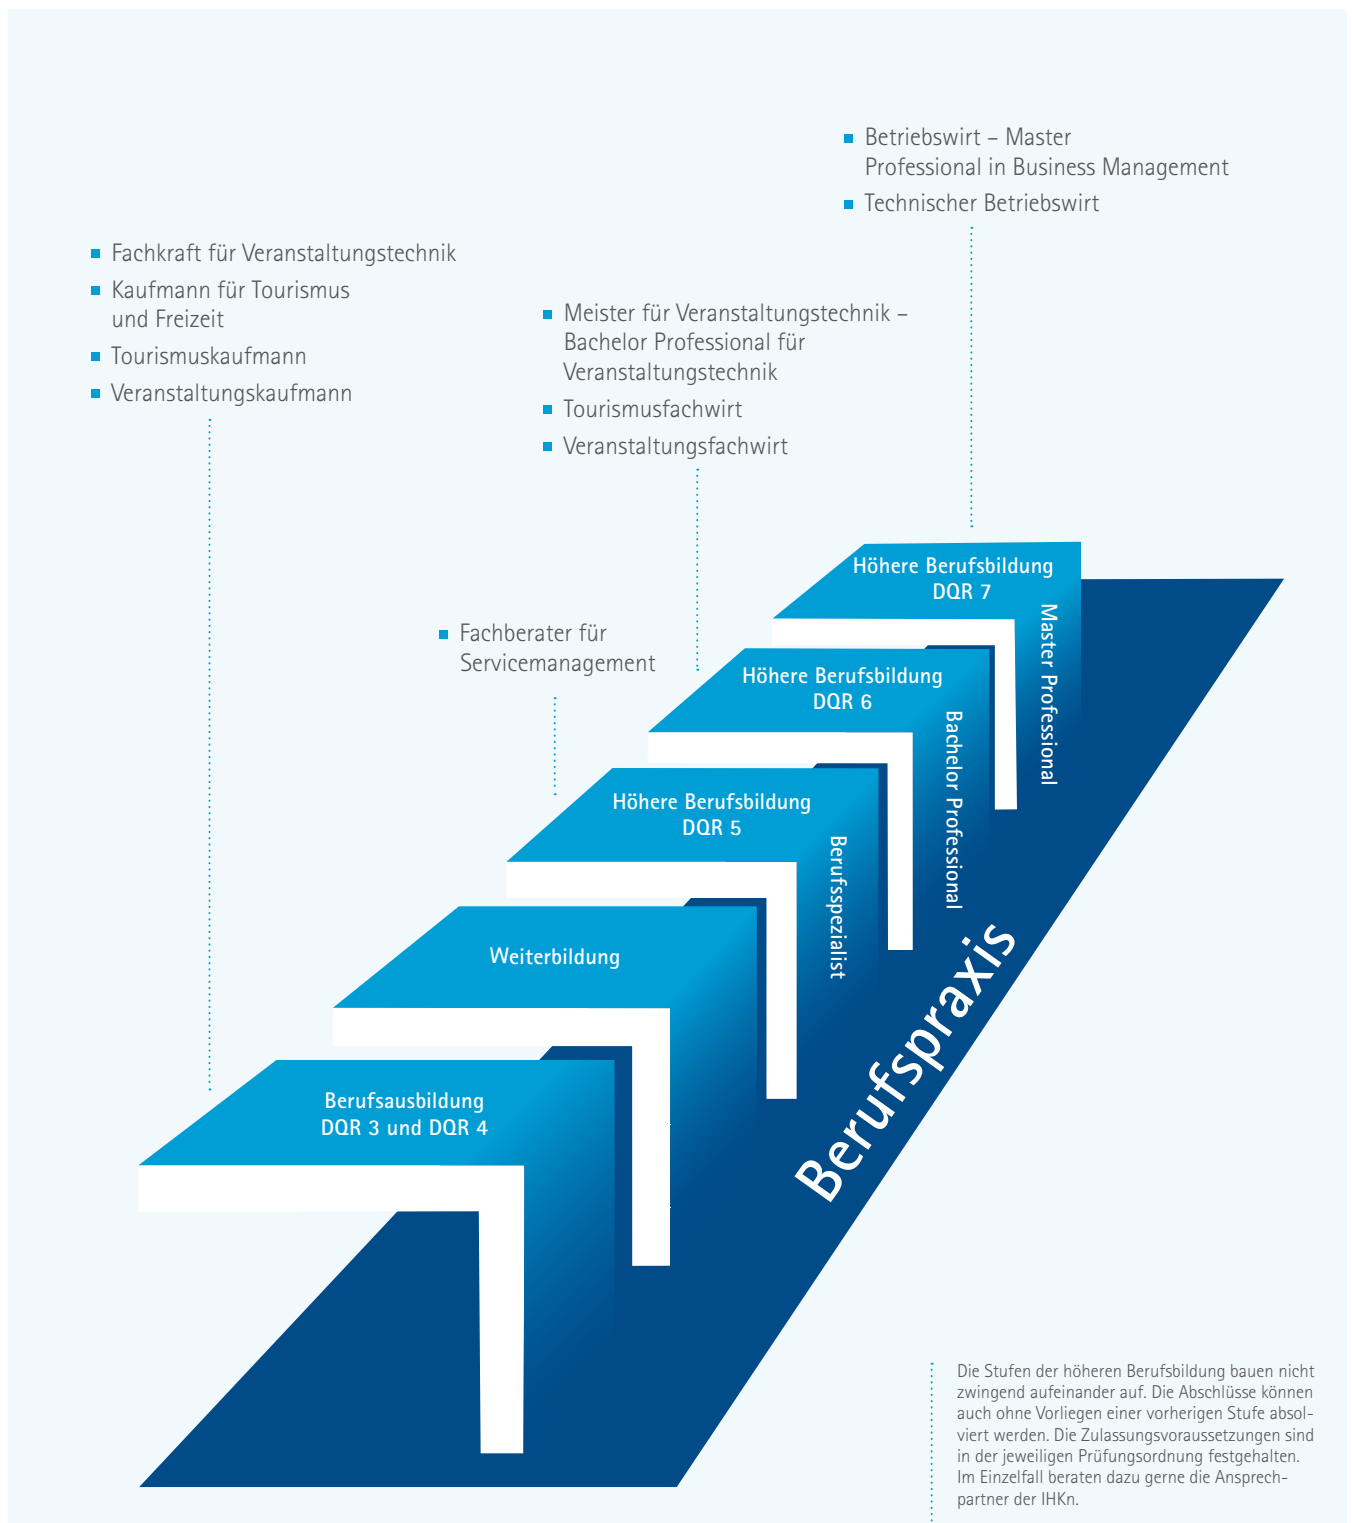 Betriebswirt – Master
Professional in Business Management
Technischer Betriebswirt
Fachkraft für Veranstaltungstechnik
Kaufmann für Tourismus
und Freizeit
Tourismuskaufmann
Veranstaltungskaufmann
Meister für Veranstaltungstechnik –
Bachelor Professional für
Veranstaltungstechnik
Tourismusfachwirt
Veranstaltungsfachwirt
Fachberater für
Servicemanagement
Höhere Berufsbildung
DQR 7
Master Professional
Höhere Berufsbildung
DQR 6
Bachelor Professional
Höhere Berufsbildung
DQR 5
Berufsspezialist
Weiterbildung
Berufsausbildung
DQR 3 und DQR 4
Berufspraxis
Die Stufen der höheren Berufsbildung bauen nicht
zwingend aufeinander auf. Die Abschlüsse können
auch ohne Vorliegen einer vorherigen Stufe absol-
viert werden. Die Zulassungsvoraussetzungen sind
in der jeweiligen Prüfungsordnung festgehalten.
Im Einzelfall beraten dazu gerne die Ansprech-
partner der IHKn.